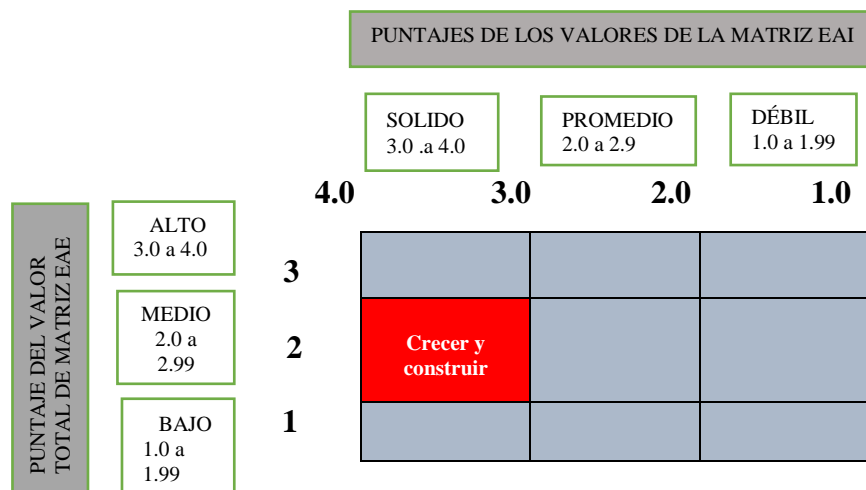 PUNTAJES DE LOS VALORES DE LA MATRIZ EAI
SOLIDO
3.0 .a 4.0
PROMEDIO
2.0 a 2.9
DÉBIL
1.0 a 1.99
4.0 3.0 2.0 1.0
PUNTAJE DEL VALOR
TOTAL DE MATRIZ EAE
ALTO
3.0 a 4.0
3
MEDIO
2.0 a
2.99
2
Crecer y
construir
BAJO
1.0 a
1.99
1